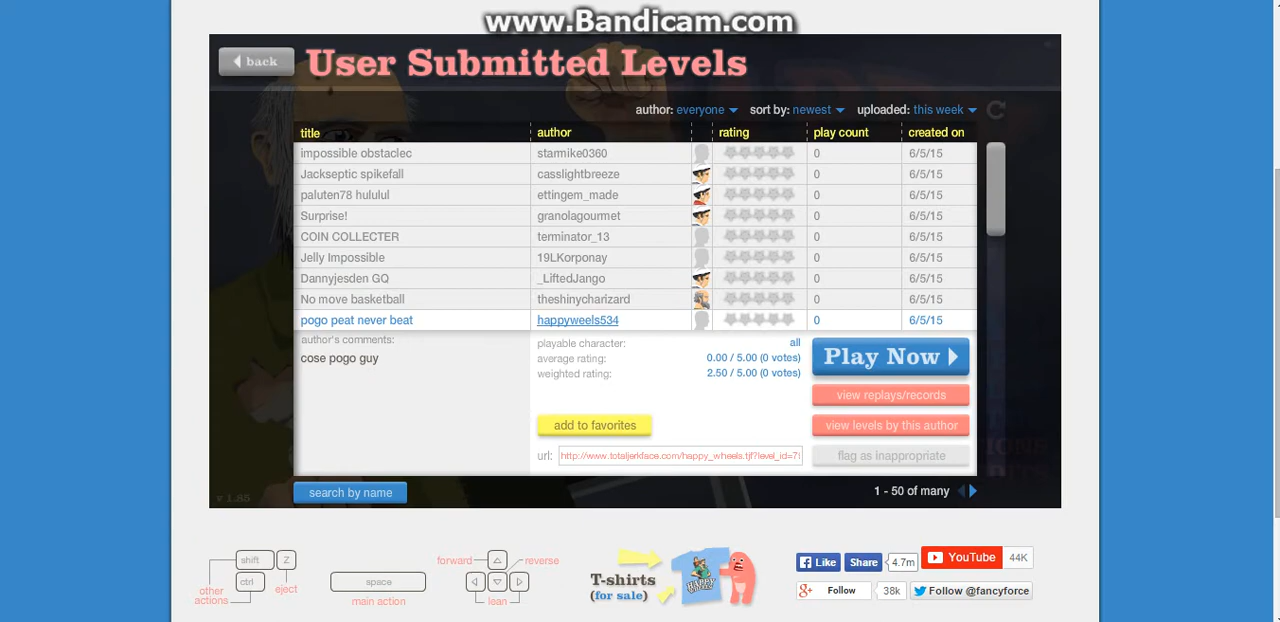 www.Bandicam.com
back
User Submitted Levels
author: everyone sort by: newest uploaded: this week
title author rating play count created on
impossible obstaclec starmike0360 0 6/5/15
Jackseptic spikefall casslightbreeze 0 6/5/15
paluten78 hululul ettingem_made 0 6/5/15
Surprise! granolagourmet 0 6/5/15
COIN COLLECTER terminator_13 0 6/5/15
Jelly Impossible 19LKorponay 0 6/5/15
Dannyjesden GQ _LiftedJango 0 6/5/15
No move basketball theshinycharizard 0 6/5/15
pogo peat never beat happyweels534 0 6/5/15
author's comments:
cose pogo guy
playable character: all
average rating: 0.00 / 5.00 (0 votes)
weighted rating: 2.50 / 5.00 (0 votes)
Play Now
view replays/records
add to favorites
view levels by this author
url: http://www.totaljerkface.com/happy_wheels.tjf?level_id=7
flag as inappropriate
v 1.85
search by name
1 - 50 of many
shift Z
ctrl
other actions
eject
space
main action
forward reverse
lean
T-shirts
(for sale)
HAPPY WHEELS
Like Share 4.7m
YouTube 44K
Follow 38k
Follow @fancyforce